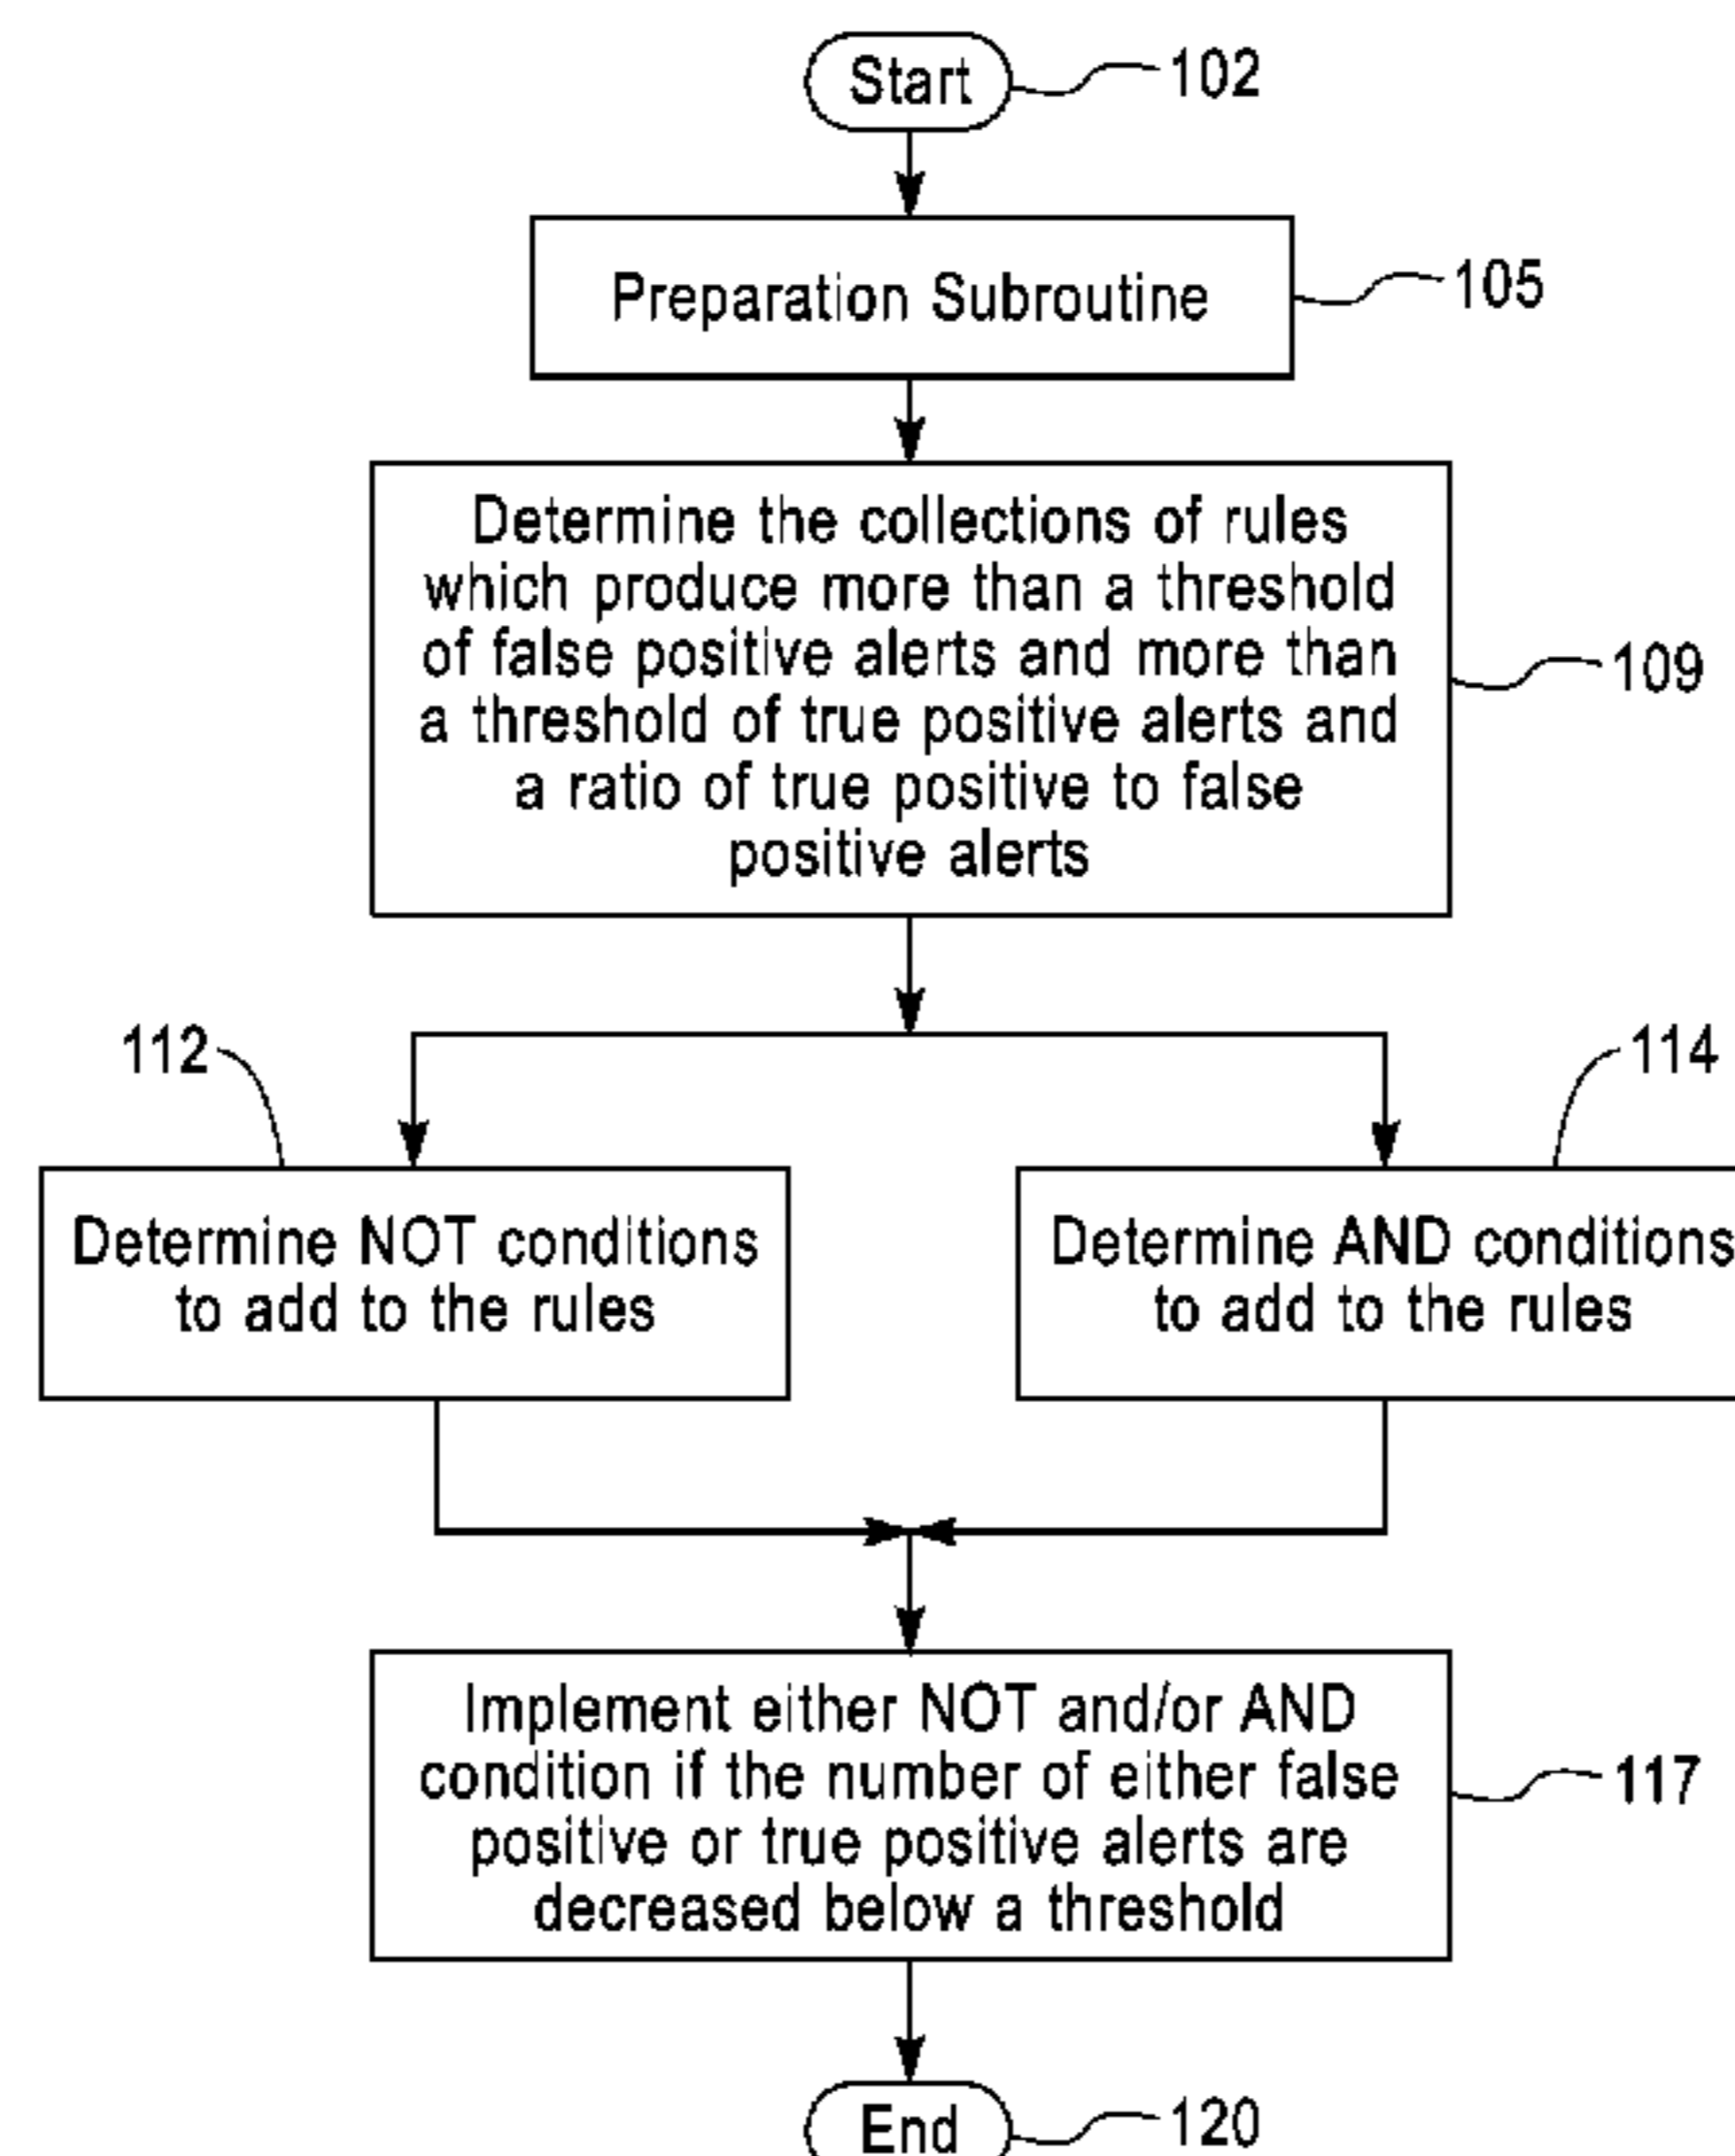 Start
102
Preparation Subroutine
105
Determine the collections of rules
which produce more than a threshold
of false positive alerts and more than
a threshold of true positive alerts and
a ratio of true positive to false
positive alerts
109
112
114
Determine NOT conditions
to add to the rules
Determine AND conditions
to add to the rules
Implement either NOT and/or AND
condition if the number of either false
positive or true positive alerts are
decreased below a threshold
117
End
120